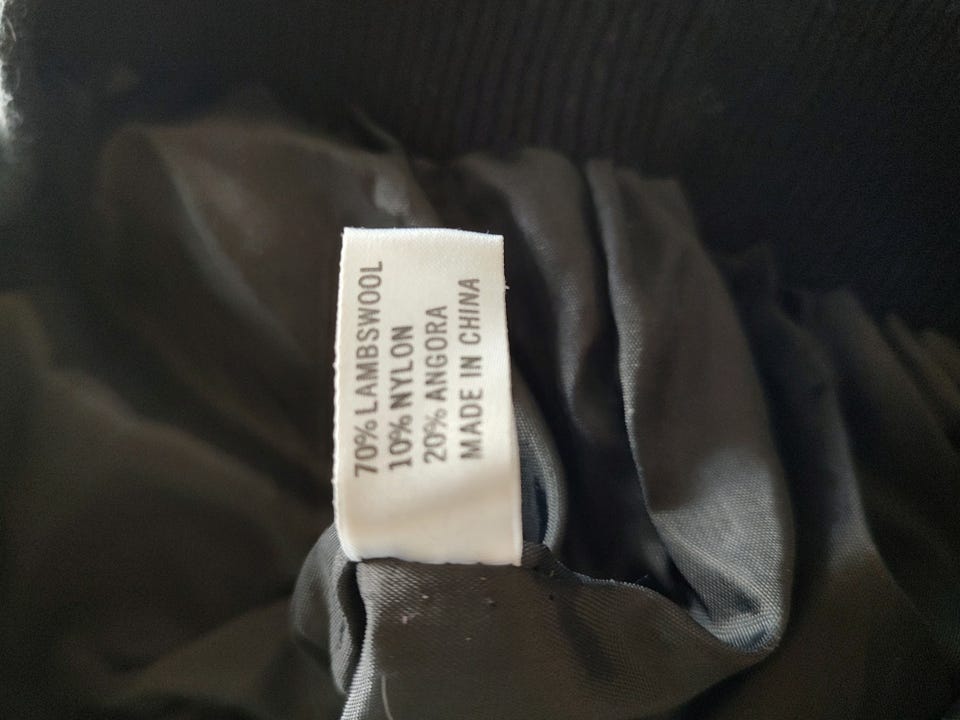 70% LAMBSWOOL
10% NYLON
20% ANGORA
MADE IN CHINA